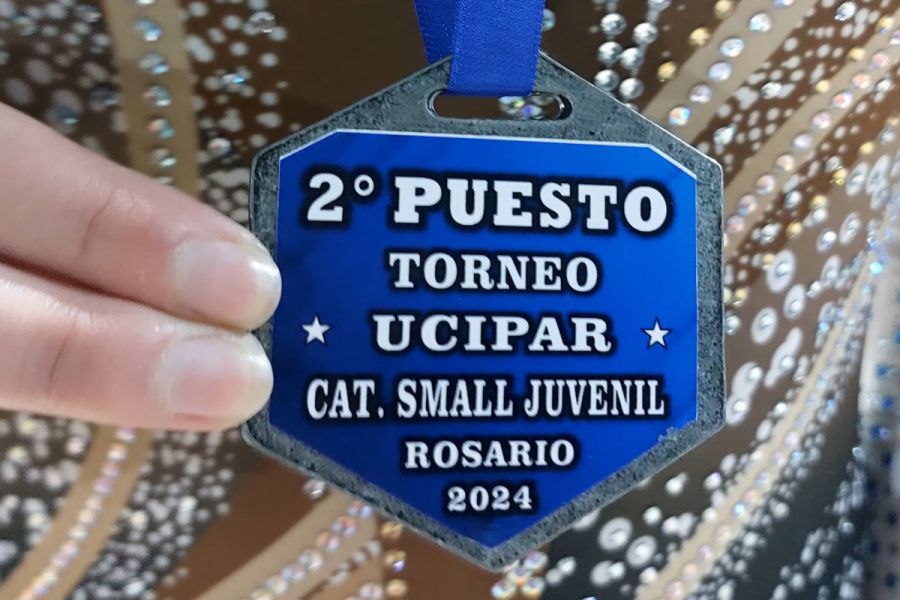 2° PUESTO
TORNEO
UCIPAR
CAT. SMALL JUVENIL
ROSARIO
2024